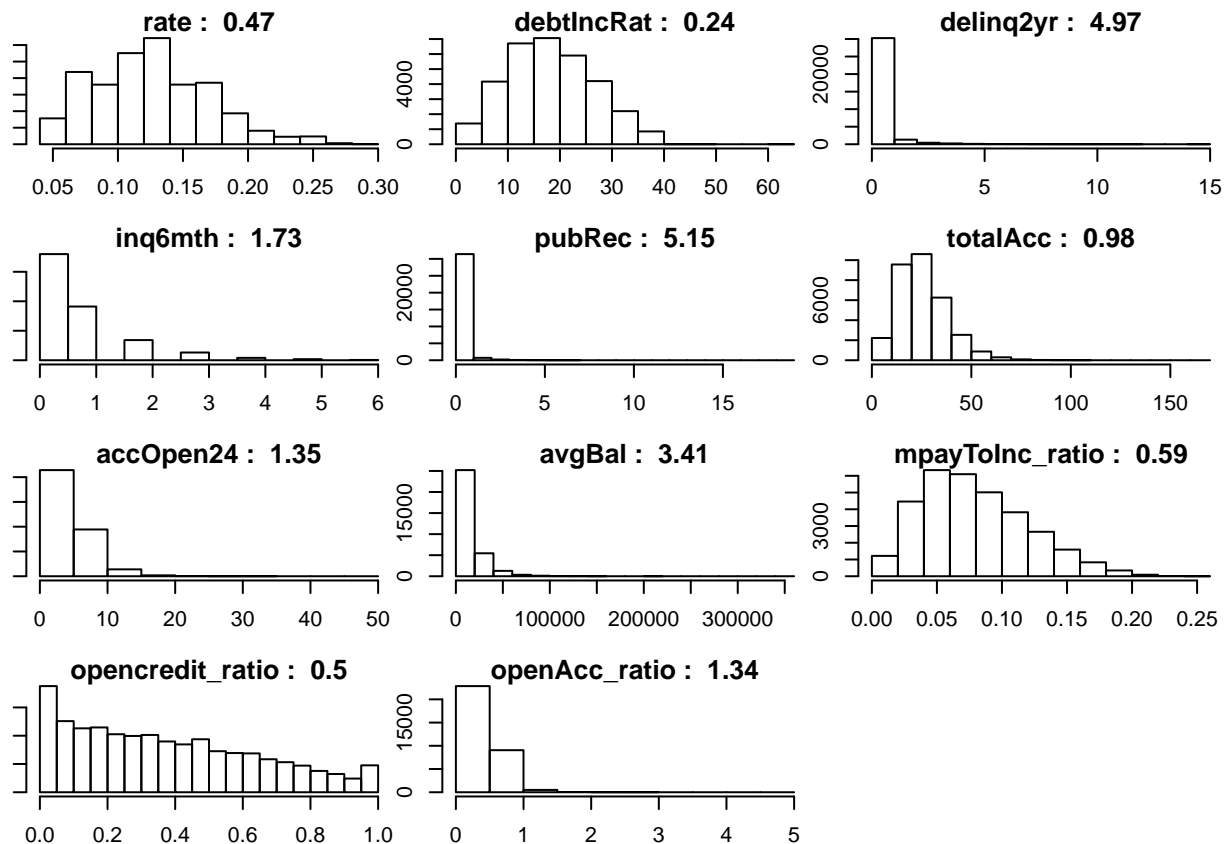 rate : 0.47
0.05 0.10 0.15 0.20 0.25 0.30
debtIncRat : 0.24
0 4000
0 10 20 30 40 50 60
delinq2yr : 4.97
0 20000
0 5 10 15
inq6mth : 1.73
0 1 2 3 4 5 6
pubRec : 5.15
0 20000
0 5 10 15
totalAcc : 0.98
0 6000
0 50 100 150
accOpen24 : 1.35
0 10 20 30 40 50
avgBal : 3.41
0 15000
0 100000 200000 300000
mpayToInc_ratio : 0.59
0 3000
0.00 0.05 0.10 0.15 0.20 0.25
opencredit_ratio : 0.5
0.0 0.2 0.4 0.6 0.8 1.0
openAcc_ratio : 1.34
0 15000
0 1 2 3 4 5